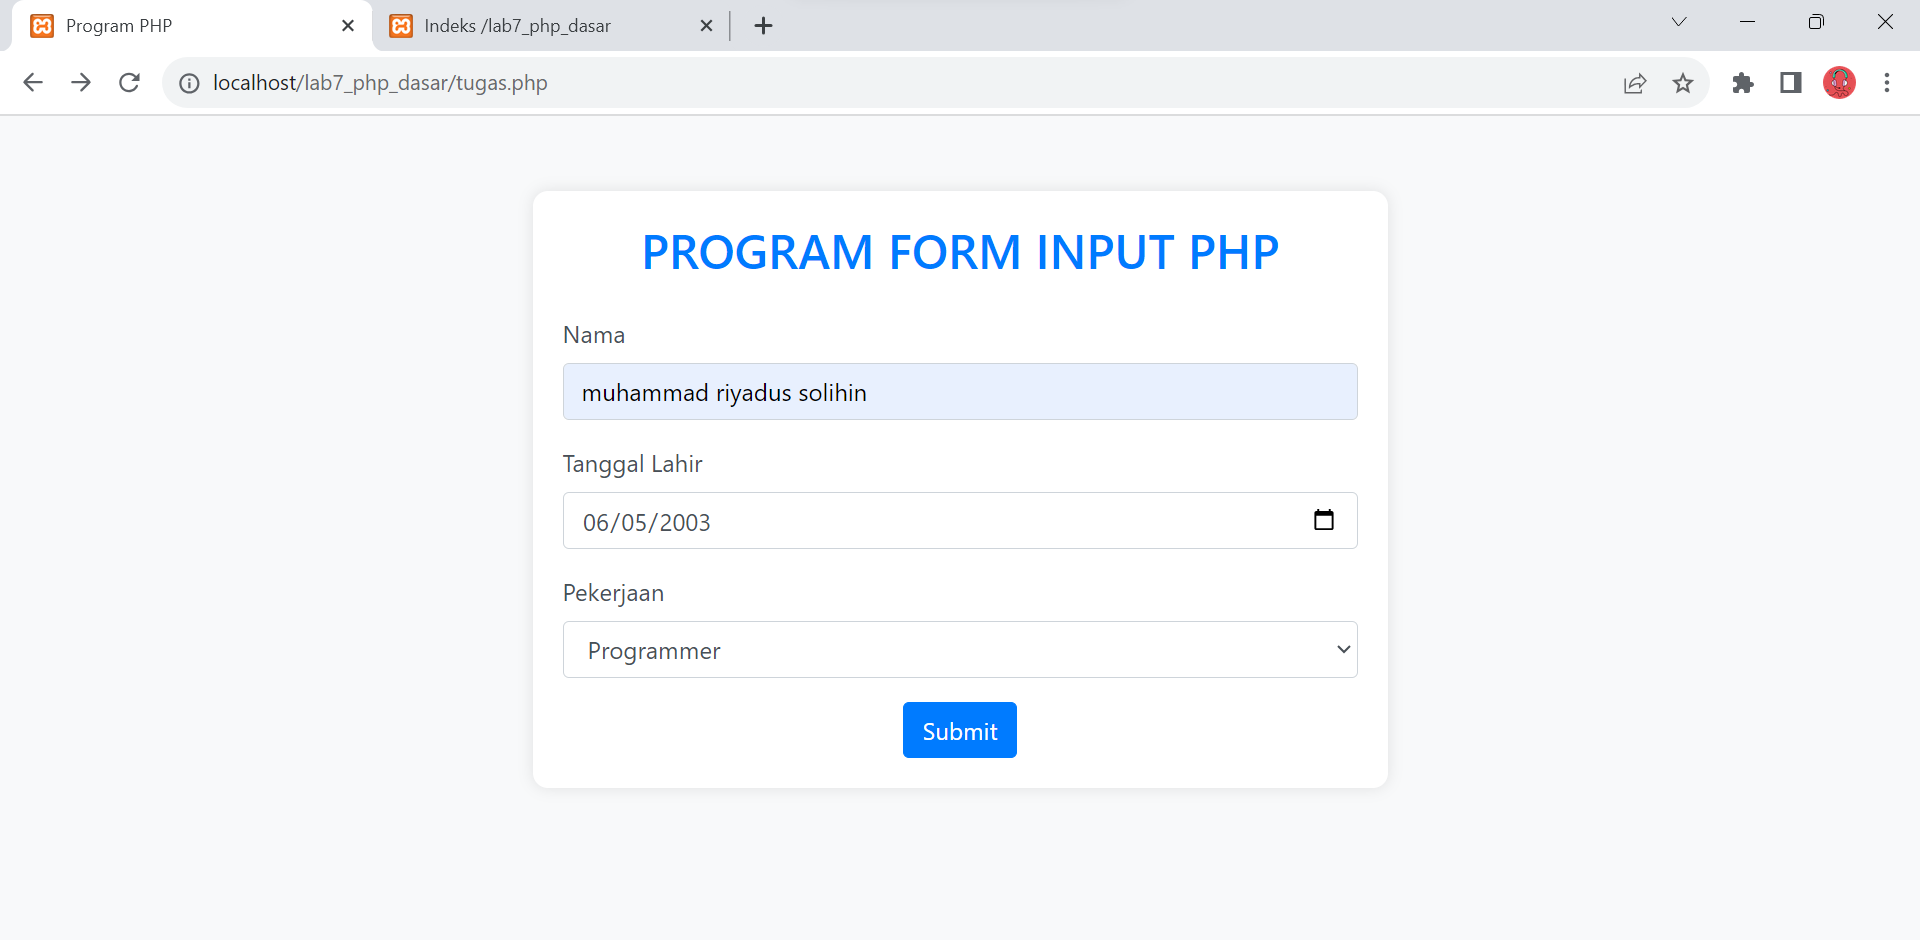 Program PHP
Indeks /lab7_php_dasar
localhost/lab7_php_dasar/tugas.php
PROGRAM FORM INPUT PHP
Nama
muhammad riyadus solihin
Tanggal Lahir
06/05/2003
Pekerjaan
Programmer
Submit